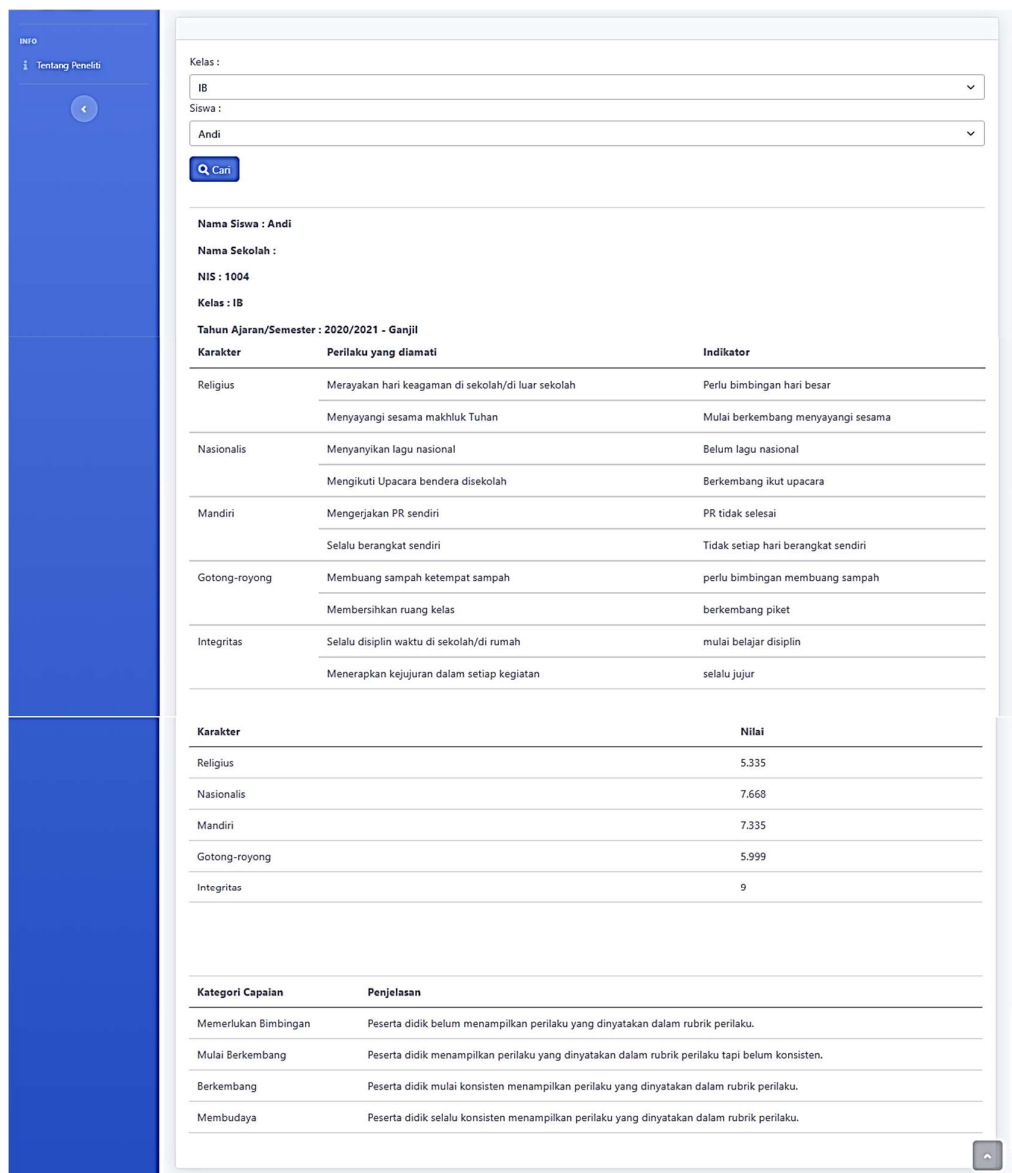 INFO
Tentang Peneliti
Kelas :
IB
Siswa :
Andi
Cari
Nama Siswa : Andi
Nama Sekolah :
NIS : 1004
Kelas : IB
Tahun Ajaran/Semester : 2020/2021 - Ganjil
Karakter Perilaku yang diamati Indikator
Religius Merayakan hari keagaman di sekolah/di luar sekolah Perlu bimbingan hari besar
Menyayangi sesama makhluk Tuhan Mulai berkembang menyayangi sesama
Nasionalis Menyanyikan lagu nasional Belum lagu nasional
Mengikuti Upacara bendera disekolah Berkembang ikut upacara
Mandiri Mengerjakan PR sendiri PR tidak selesai
Selalu berangkat sendiri Tidak setiap hari berangkat sendiri
Gotong-royong Membuang sampah ketempat sampah perlu bimbingan membuang sampah
Membersihkan ruang kelas berkembang piket
Integritas Selalu disiplin waktu di sekolah/di rumah mulai belajar disiplin
Menerapkan kejujuran dalam setiap kegiatan selalu jujur
Karakter Nilai
Religius 5.335
Nasionalis 7.668
Mandiri 7.335
Gotong-royong 5.999
Integritas 9
Kategori Capaian Penjelasan
Memerlukan Bimbingan Peserta didik belum menampilkan perilaku yang dinyatakan dalam rubrik perilaku.
Mulai Berkembang Peserta didik menampilkan perilaku yang dinyatakan dalam rubrik perilaku tapi belum konsisten.
Berkembang Peserta didik mulai konsisten menampilkan perilaku yang dinyatakan dalam rubrik perilaku.
Membudaya Peserta didik selalu konsisten menampilkan perilaku yang dinyatakan dalam rubrik perilaku.